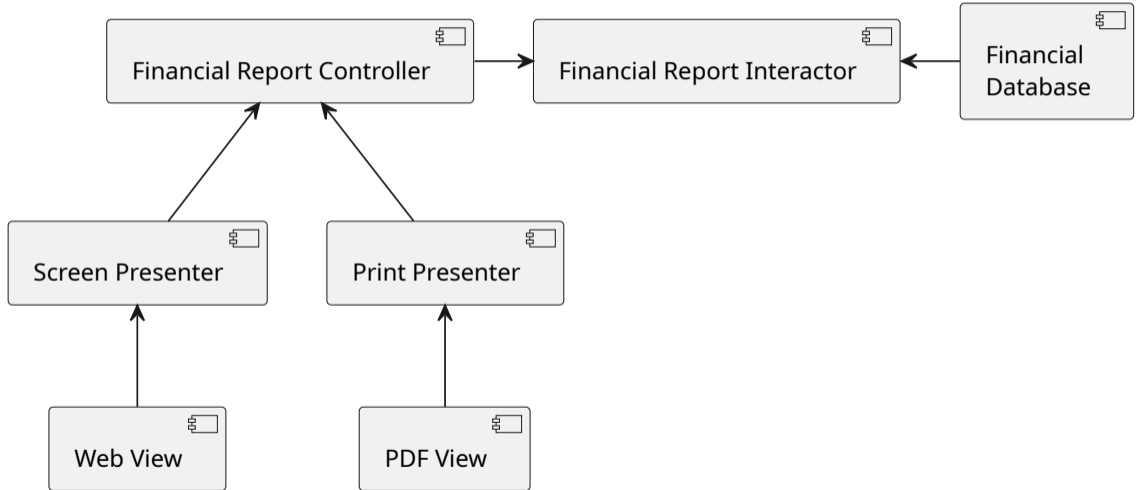 Financial Report Controller
Financial Report Interactor
Financial
Database
Screen Presenter
Print Presenter
Web View
PDF View